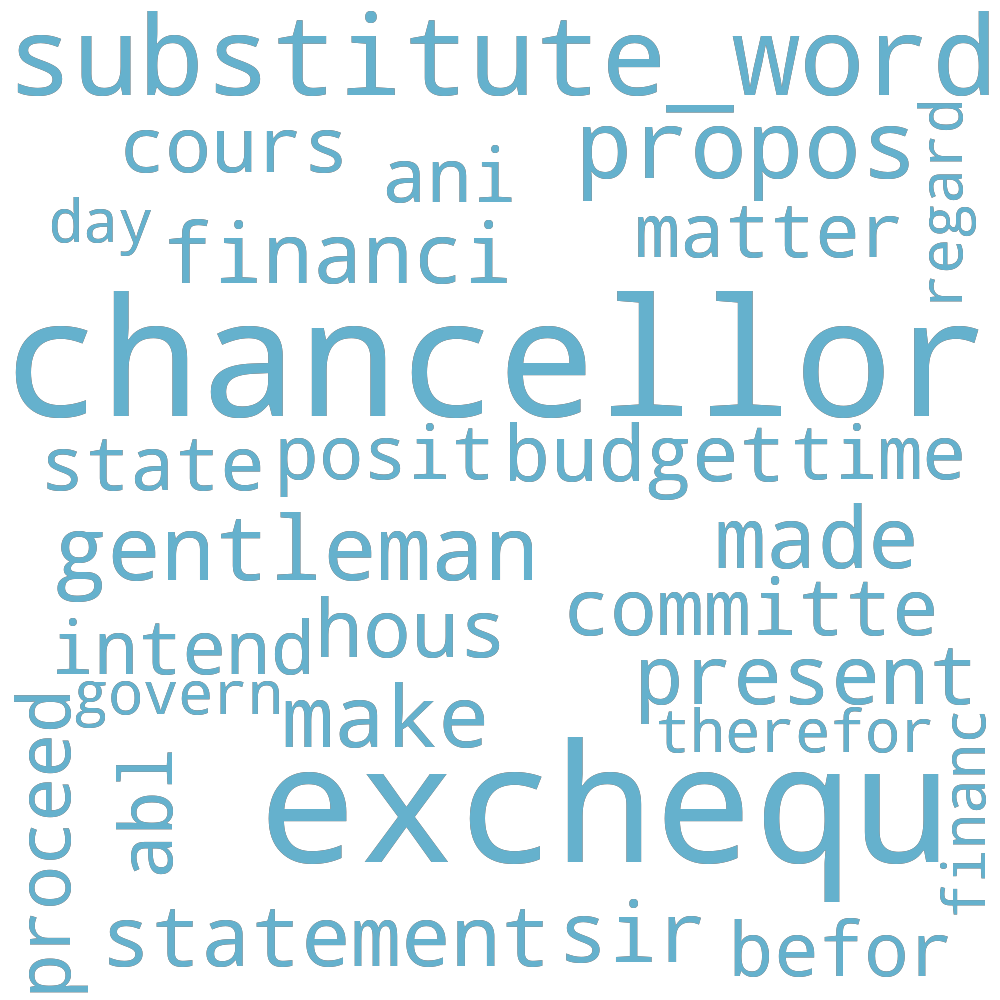 substitute_word
cours
ani
propos
regard
day
financi
matter
chancellor
state
posit
budget
time
gentleman
made
intend
hous
committe
govern
make
present
therefor
proceed
abl
exchequ
financ
statement
sir
befor